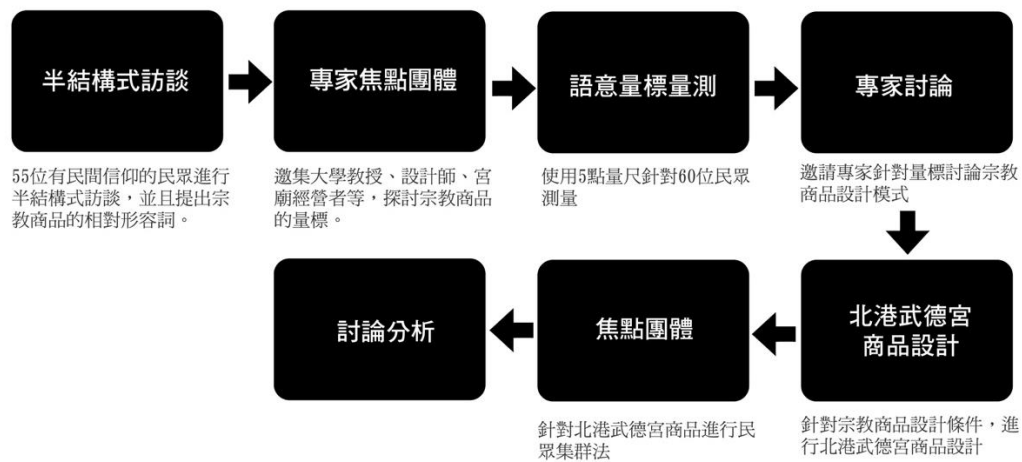 半結構式訪談
55位有民間信仰的民眾進行
半結構式訪談，並且提出宗
教商品的相對形容詞。
專家焦點團體
邀集大學教授、設計師、宮
廟經營者等，探討宗教商品
的量標。
語意量標量測
使用5點量尺針對60位民眾
測量
專家討論
邀請專家針對量標討論宗教
商品設計模式
北港武德宮
商品設計
針對宗教商品設計條件，進
行北港武德宮商品設計
焦點團體
針對北港武德宮商品進行民
眾集群法
討論分析